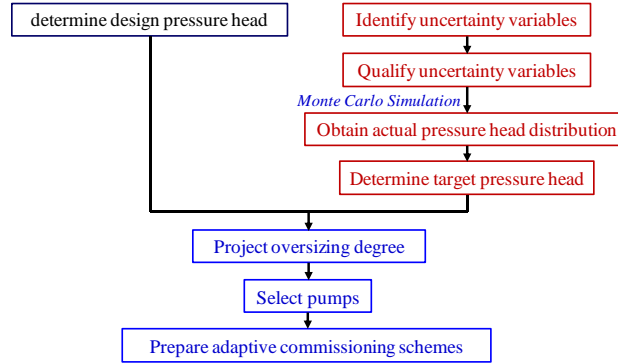 determine design pressure head
Identify uncertainty variables
Qualify uncertainty variables
Monte Carlo Simulation
Obtain actual pressure head distribution
Determine target pressure head
Project oversizing degree
Select pumps
Prepare adaptive commissioning schemes